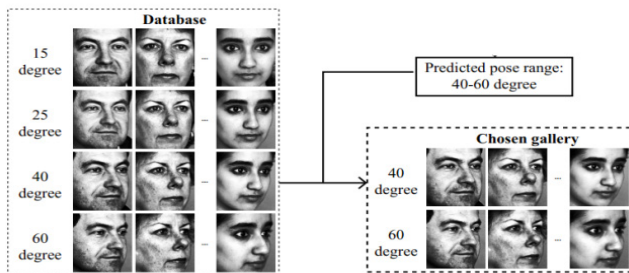 Database
15
degree
25
degree
40
degree
60
degree
Predicted pose range:
40-60 degree
Chosen gallery
40
degree
60
degree